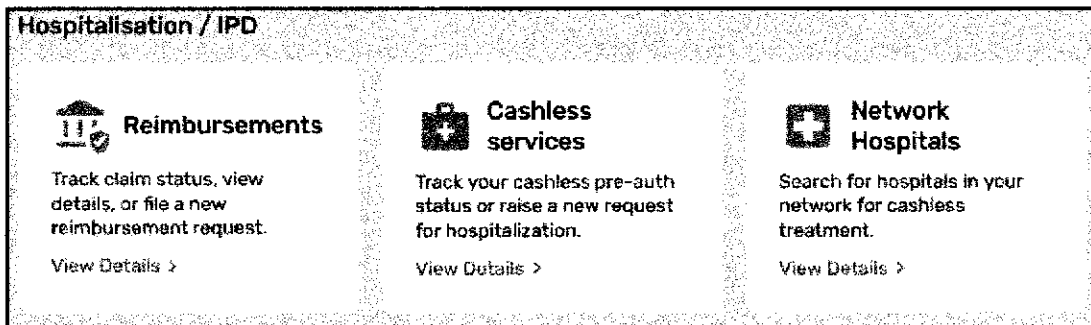 Hospitalisation / IPD
Reimbursements
Track claim status, view
details, or file a new
reimbursement request.
View Details >
Cashless
services
Track your cashless pre-auth
status or raise a new request
for hospitalization.
View Details >
Network
Hospitals
Search for hospitals in your
network for cashless
treatment.
View Details >